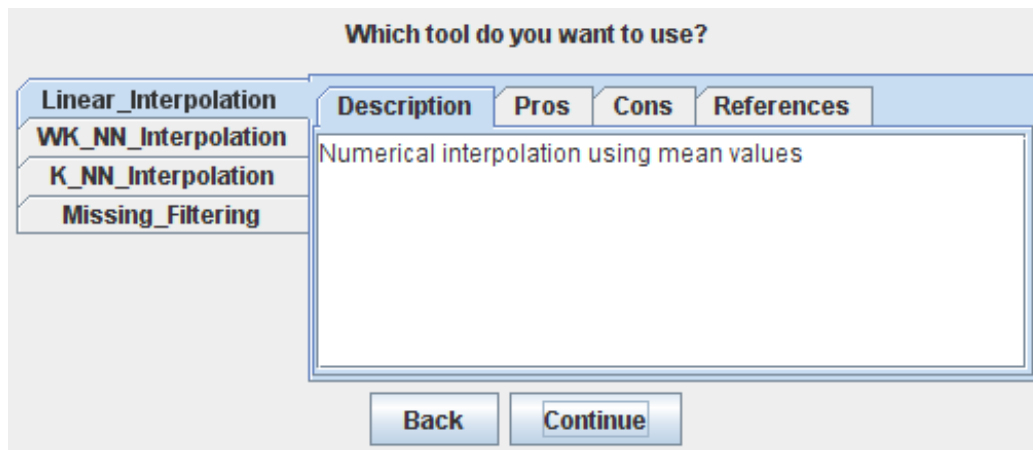 Which tool do you want to use?
Linear_Interpolation
WK_NN_Interpolation
K_NN_Interpolation
Missing_Filtering
Description Pros Cons References
Numerical interpolation using mean values
Back Continue